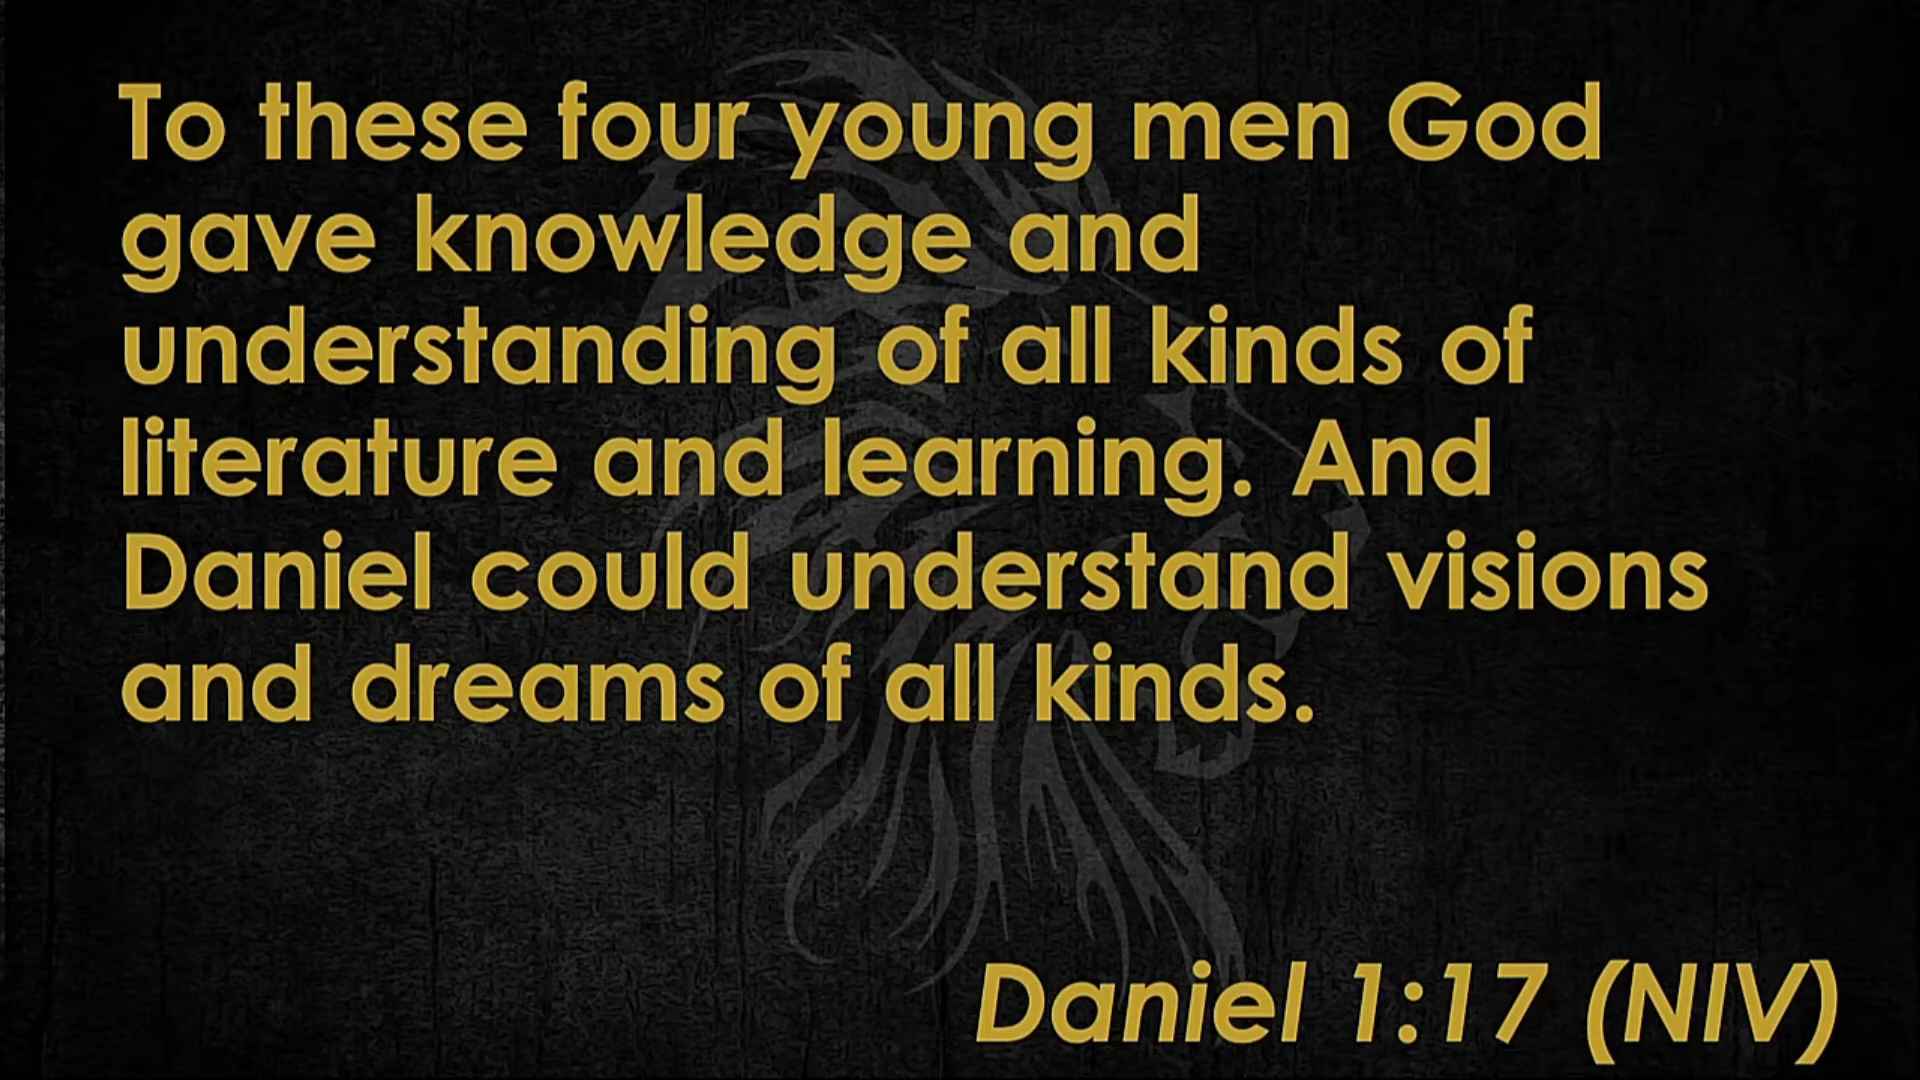 To these four young men God
gave knowledge and
understanding of all kinds of
literature and learning. And
Daniel could understand visions
and dreams of all kinds.
Daniel 1:17 (NIV)